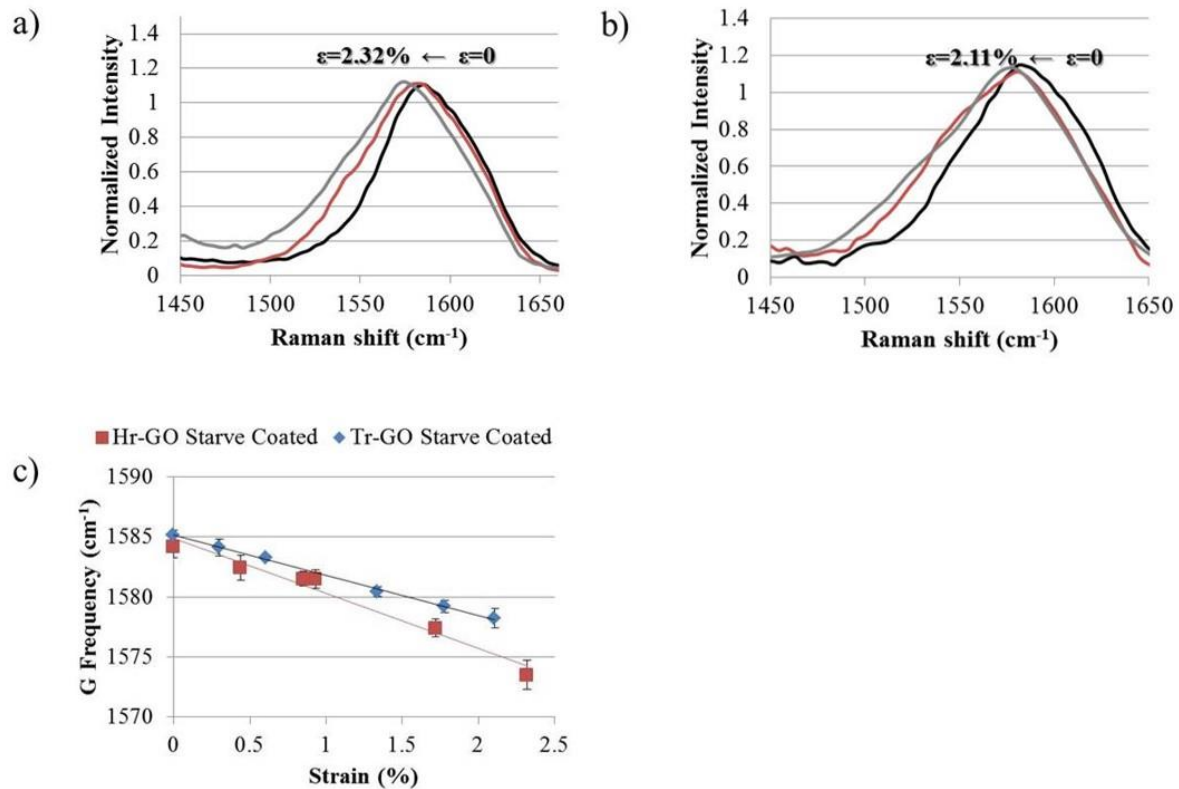 a)
1.4
1.2
1
0.8
0.6
0.4
0.2
0
Normalized Intensity
ε=2.32% ← ε=0
1450 1500 1550 1600 1650
Raman shift (cm-1)
b)
1.4
1.2
1
0.8
0.6
0.4
0.2
0
Normalized Intensity
ε=2.11% ← ε=0
1450 1500 1550 1600 1650
Raman shift (cm-1)
Hr-GO Starve Coated Tr-GO Starve Coated
c)
1590
1585
1580
1575
1570
G Frequency (cm-1)
0 0.5 1 1.5 2 2.5
Strain (%)